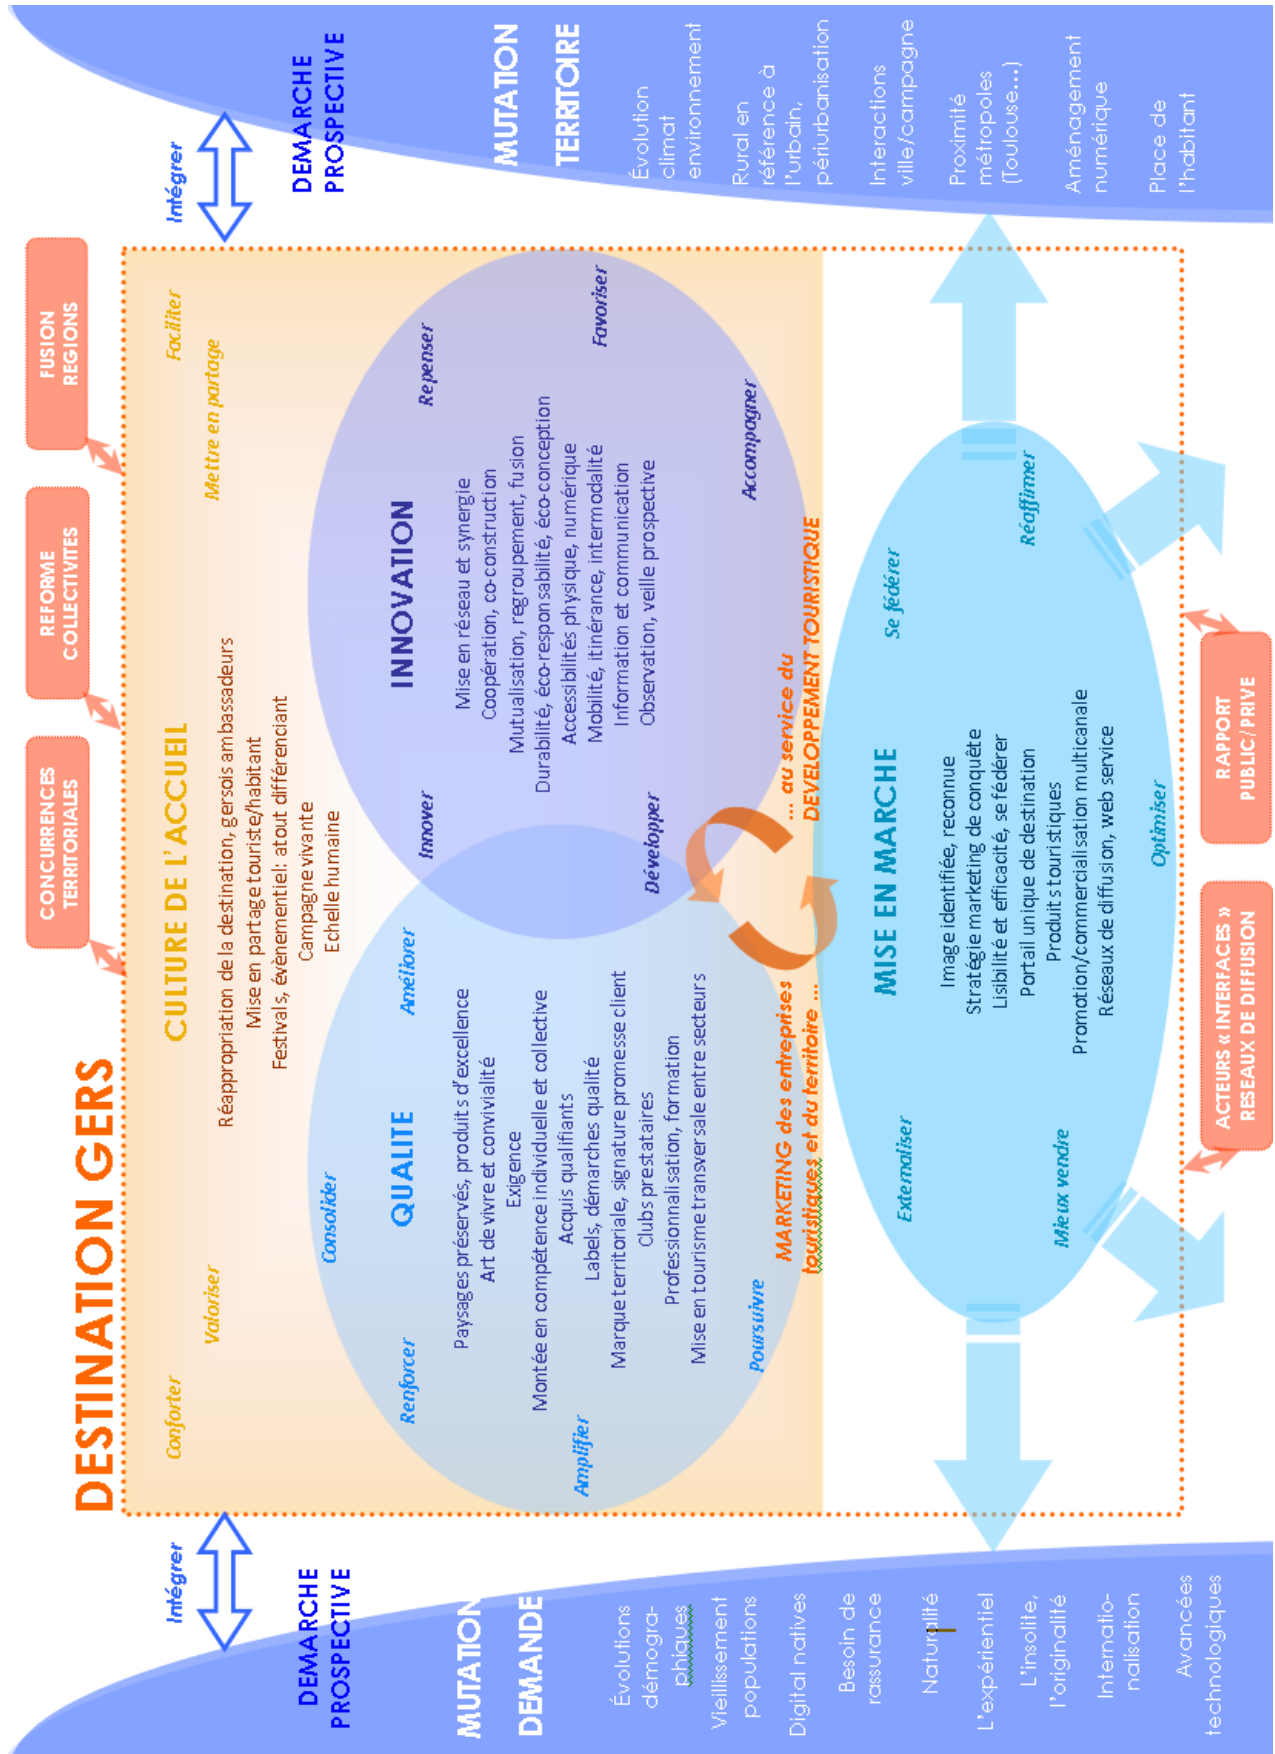 DESTINATION GERS
CONCURRENCES
TERRITORIALES
REFORME
COLLECTIVITES
FUSION
REGIONS
Intégrer
DEMARCHE
PROSPECTIVE
MUTATION
DEMANDE
Évolutions
démogra-
phiques
Vieillissement
populations
Digital natives
Besoin de
rassurance
Naturalité
L'expérientiel
L'insolite,
l'originalité
Internatio-
nalisation
Avancées
technologiques
Conforter
Valoriser
CULTURE DE L'ACCUEIL
Faciliter
Mettre en partage
Réappropriation de la destination, gersois ambassadeurs
Mise en partage touriste/habitant
Festivals, évènementiel: atout différenciant
Campagne vivante
Echelle humaine
Consolider
Renforcer
Améliorer
Amplifier
Poursuivre
QUALITE
Paysages préservés, produits d'excellence
Art de vivre et convivialité
Exigence
Montée en compétence individuelle et collective
Acquis qualifiants
Labels, démarches qualité
Marque territoriale, signature promesse client
Clubs prestataires
Professionnalisation, formation
Mise en tourisme transversale entre secteurs
Innover
Repenser
Développer
Favoriser
Accompagner
INNOVATION
Mise en réseau et synergie
Coopération, co-construction
Mutualisation, regroupement, fusion
Durabilité, éco-responsabilité, éco-conception
Accessibilités physique, numérique
Mobilité, itinérance, intermodalité
Information et communication
Observation, veille prospective
MARKETING des entreprises
touristiques et du territoire ...
... au service du
DEVELOPPEMENT TOURISTIQUE
Externaliser
Mieux vendre
MISE EN MARCHE
Se fédérer
Réaffirmer
Image identifiée, reconnue
Stratégie marketing de conquête
Lisibilité et efficacité, se fédérer
Portail unique de destination
Produits touristiques
Promotion/commercialisation multicanale
Réseaux de diffusion, web service
Optimiser
ACTEURS « INTERFACES »
RESEAUX DE DIFFUSION
RAPPORT
PUBLIC/PRIVE
Intégrer
DEMARCHE
PROSPECTIVE
MUTATION
TERRITOIRE
Évolution
climat
environnement
Rural en
référence à
l'urbain,
périurbanisation
Interactions
ville/campagne
Proximité
métropoles
(Toulouse...)
Aménagement
numérique
Place de
l'habitant